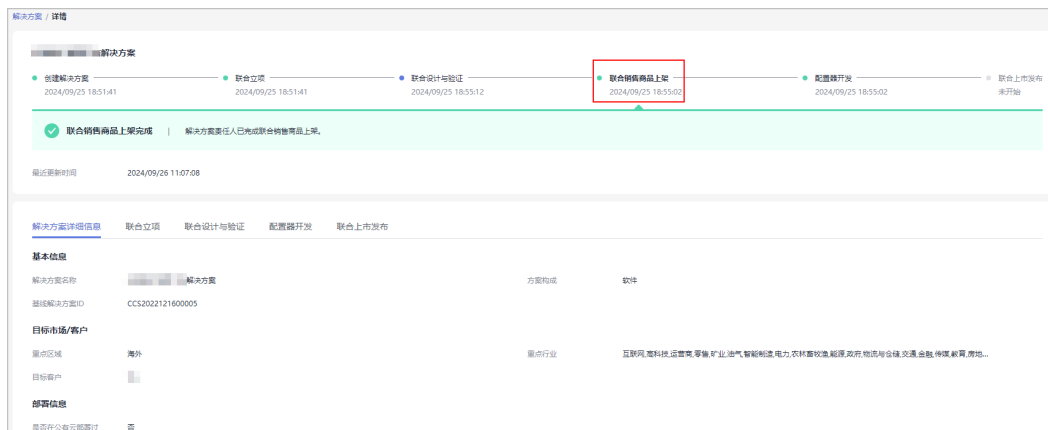 解决方案 / 详情
解决方案
创建解决方案 联合立项 联合设计与验证 联合销售商品上架 配置器开发 联合上市发布
2024/09/25 18:51:41 2024/09/25 18:51:41 2024/09/25 18:55:12 2024/09/25 18:55:02 2024/09/25 18:55:02 未开始
联合销售商品上架完成 | 解决方案责任人已完成联合销售商品上架。
最近更新时间 2024/09/26 11:07:08
解决方案详细信息 联合立项 联合设计与验证 配置器开发 联合上市发布
基本信息
解决方案名称 解决方案 方案构成 软件
基线解决方案ID CCS2022121600005
目标市场/客户
重点区域 海外 重点行业 互联网,高科技,运营商,零售,矿业,油气,智能制造,电力,农林畜牧渔,能源,政府,物流与仓储,交通,金融,传媒,教育,房地...
目标客户
部署信息
是否在公有云部署过 否